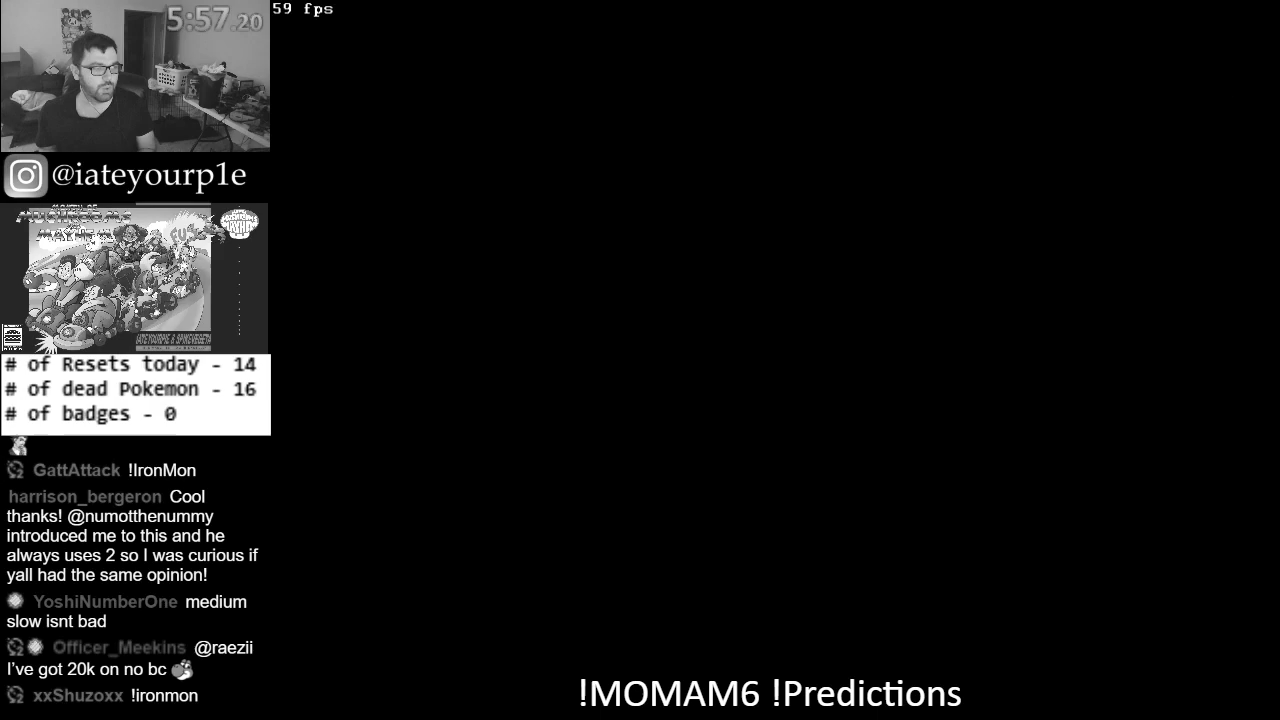 5:57.20
59 fps
@iateyourp1e
FUS
# of Resets today - 14
# of dead Pokemon - 16
# of badges - 0
GattAttack !IronMon
harrison_bergeron Cool
thanks! @numotthenummy
introduced me to this and he
always uses 2 so I was curious if
yall had the same opinion!
YoshiNumberOne medium
slow isnt bad
Officer_Meekins @raezii
I've got 20k on no bc
xxShuzoxx !ironmon
!MOMAM6 !Predictions